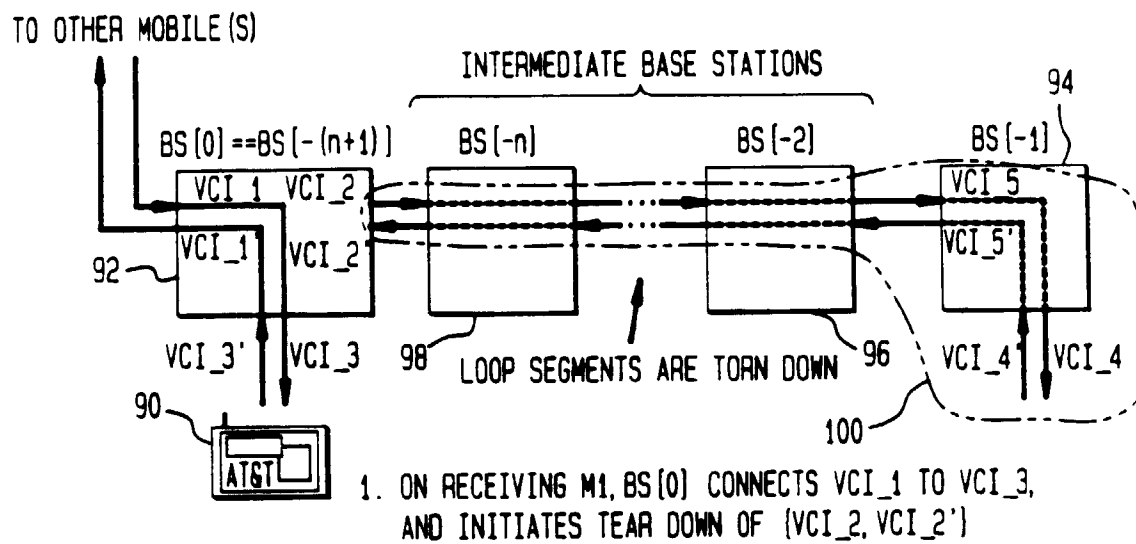 TO OTHER MOBILE(S)
INTERMEDIATE BASE STATIONS
94
BS[0]==BS[-(n+1)]
BS[-n]
BS[-2]
BS[-1]
VCI_1
VCI_2
VCI_5
VCI_1'
VCI_2'
VCI_5'
92
VCI_3'
VCI_3
98
96
VCI_4'
VCI_4
LOOP SEGMENTS ARE TORN DOWN
90
100
AT&T
1. ON RECEIVING M1, BS[0] CONNECTS VCI_1 TO VCI_3,
AND INITIATES TEAR DOWN OF {VCI_2, VCI_2'}